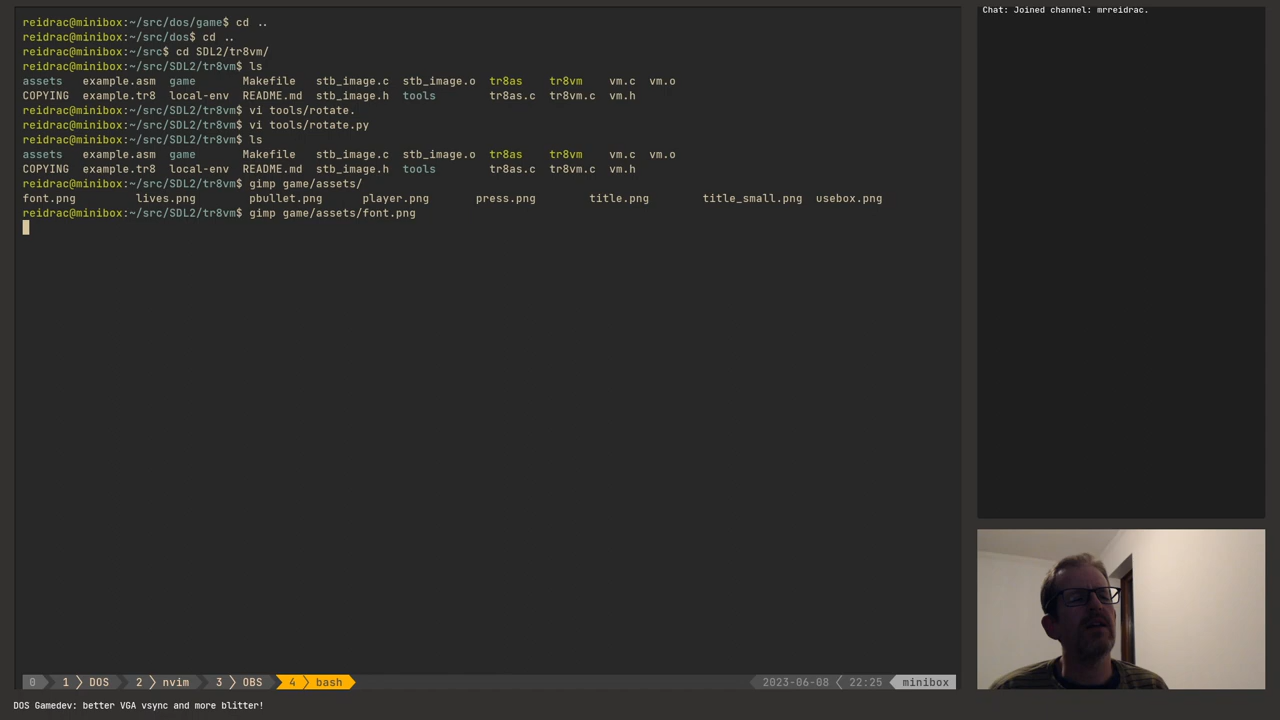 reidrac@minibox:~/src/dos/game$ cd ..
reidrac@minibox:~/src/dos$ cd ..
reidrac@minibox:~/src$ cd SDL2/tr8vm/
reidrac@minibox:~/src/SDL2/tr8vm$ ls
assets example.asm game Makefile stb_image.c stb_image.o tr8as tr8vm vm.c vm.o
COPYING example.tr8 local-env README.md stb_image.h tools tr8as.c tr8vm.c vm.h
reidrac@minibox:~/src/SDL2/tr8vm$ vi tools/rotate.
reidrac@minibox:~/src/SDL2/tr8vm$ vi tools/rotate.py
reidrac@minibox:~/src/SDL2/tr8vm$ ls
assets example.asm game Makefile stb_image.c stb_image.o tr8as tr8vm vm.c vm.o
COPYING example.tr8 local-env README.md stb_image.h tools tr8as.c tr8vm.c vm.h
reidrac@minibox:~/src/SDL2/tr8vm$ gimp game/assets/
font.png lives.png pbullet.png player.png press.png title.png title_small.png usebox.png
reidrac@minibox:~/src/SDL2/tr8vm$ gimp game/assets/font.png
0 1 DOS 2 nvim 3 OBS 4 bash 2023-06-08 22:25 minibox
DOS Gamedev: better VGA vsync and more blitter!
Chat: Joined channel: mrreidrac.